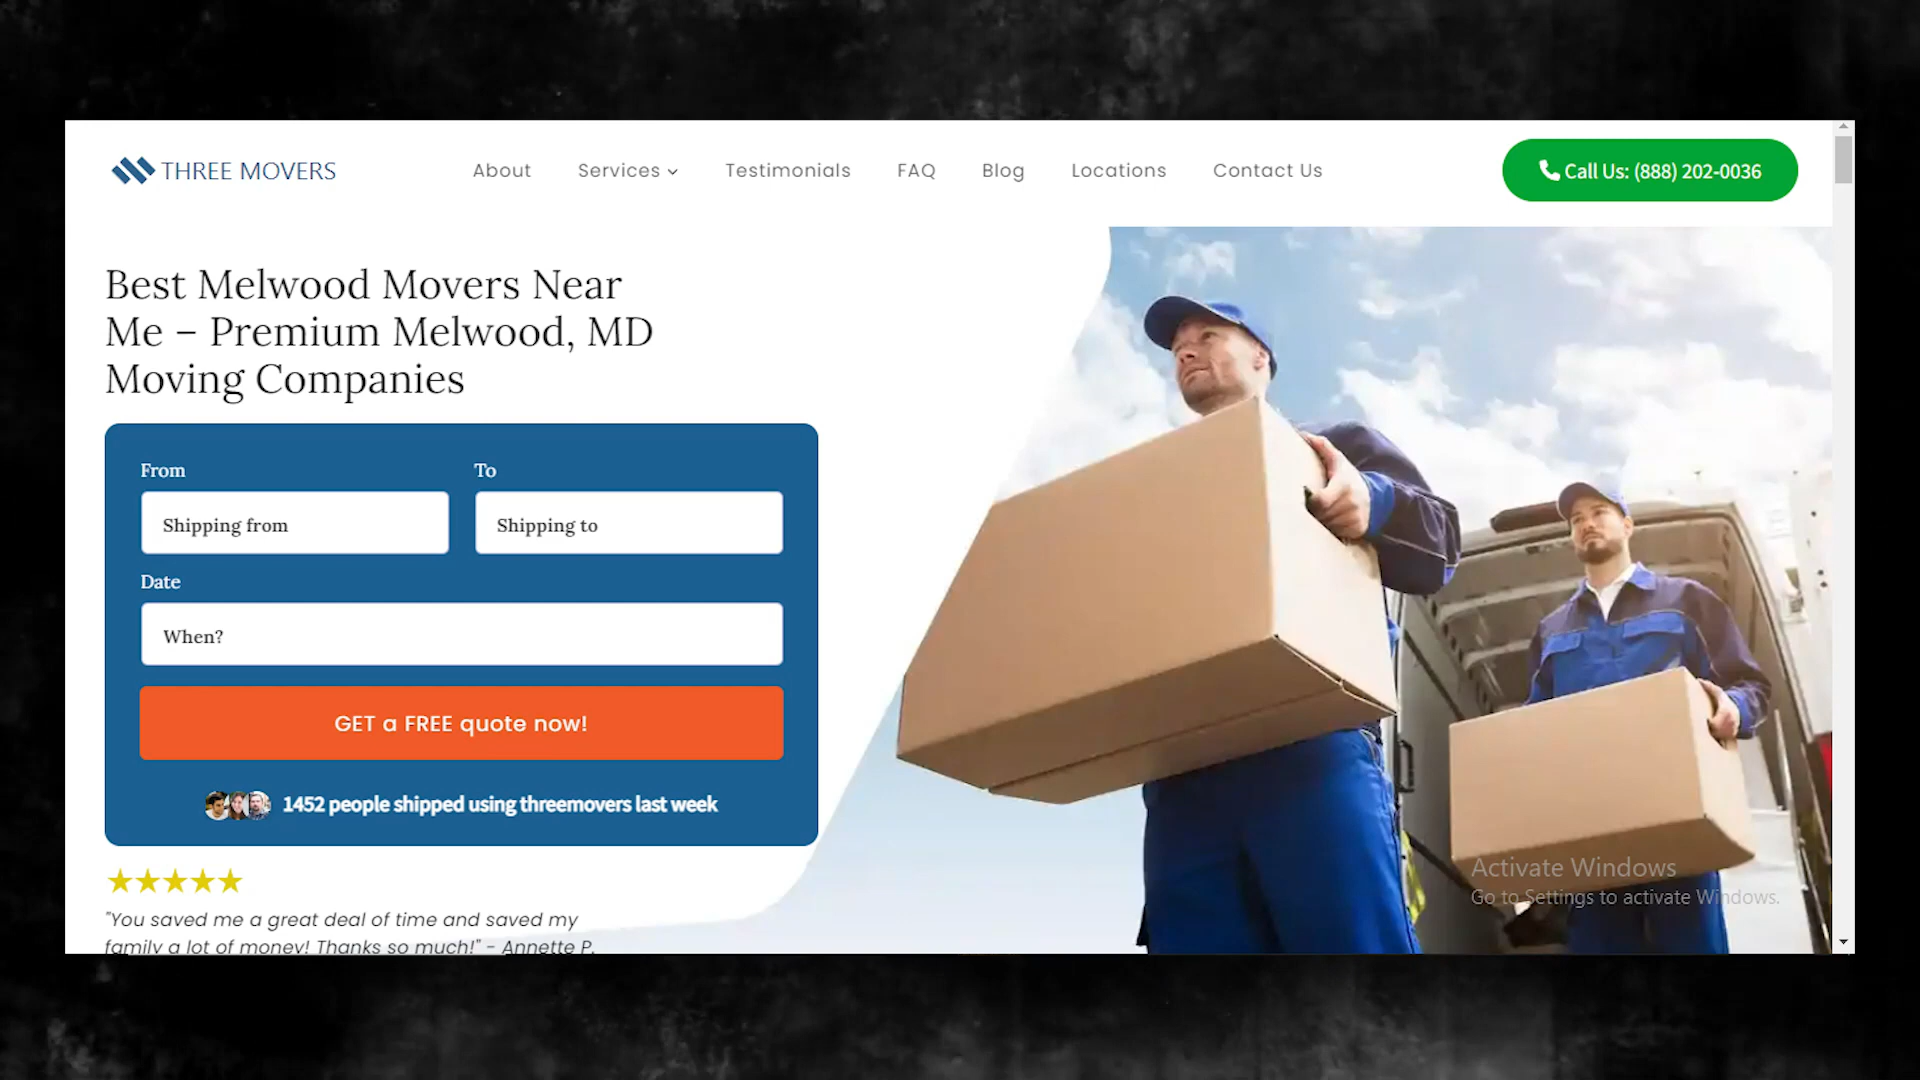 THREE MOVERS
About
Services
Testimonials
FAQ
Blog
Locations
Contact Us
Call Us: (888) 202-0036
Best Melwood Movers Near
Me – Premium Melwood, MD
Moving Companies
From
To
Shipping from
Shipping to
Date
When?
GET a FREE quote now!
1452 people shipped using threemovers last week
"You saved me a great deal of time and saved my
family a lot of money! Thanks so much!" - Annette P.
Activate Windows
Go to Settings to activate Windows.